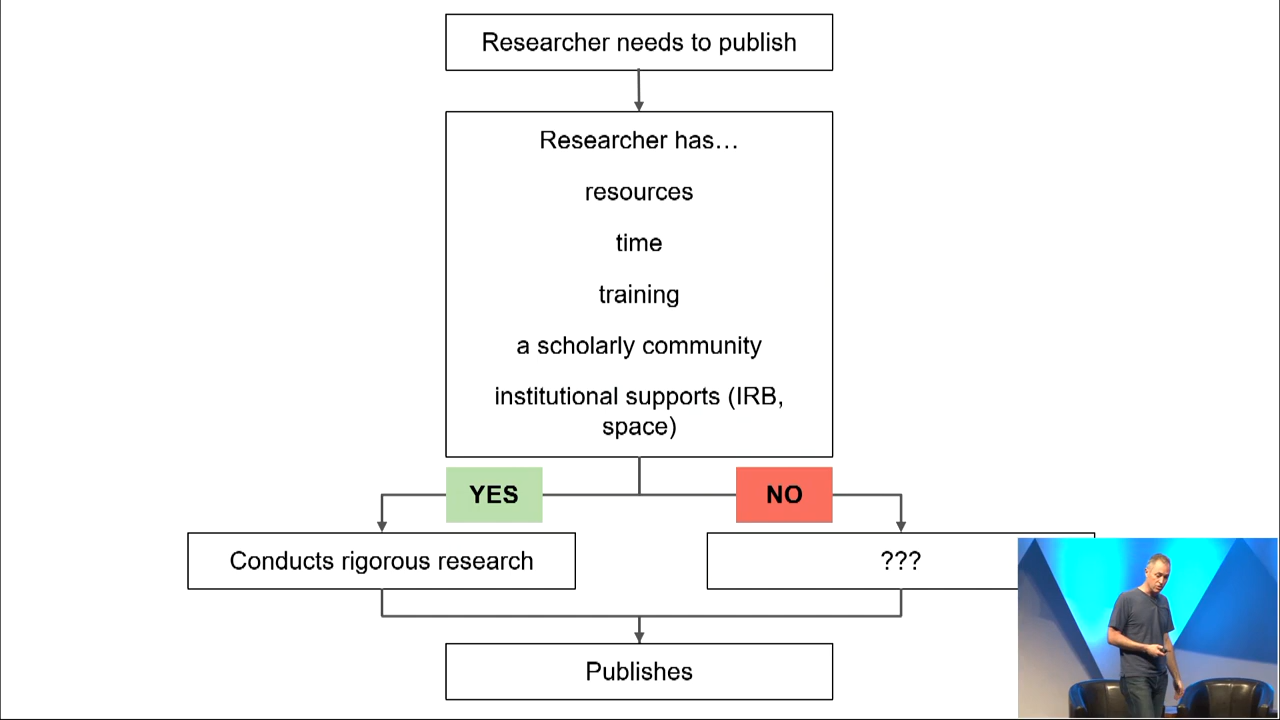 Researcher needs to publish
Researcher has…
resources
time
training
a scholarly community
institutional supports (IRB,
space)
YES
NO
Conducts rigorous research
???
Publishes